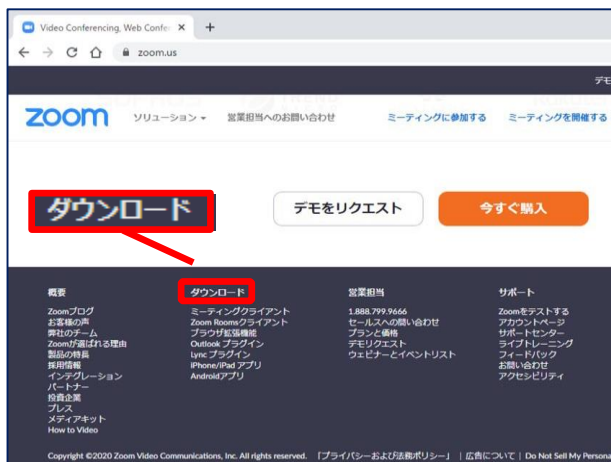 Video Conferencing, Web Confe
zoom.us
デモ
zoom ソリューション 営業担当へのお問い合わせ ミーティングに参加する ミーティングを開催する
ダウンロード
デモをリクエスト 今すぐ購入
概要
Zoomブログ
お客様の声
弊社のチーム
Zoomが選ばれる理由
製品の特長
採用情報
インテグレーション
パートナー
投資企業
プレス
メディアキット
How to Video
ダウンロード
ミーティングクライアント
Zoom Roomsクライアント
ブラウザ拡張機能
Outlook プラグイン
Lync プラグイン
iPhone/iPad アプリ
Androidアプリ
営業担当
1.888.799.9666
セールスへの問い合わせ
プランと価格
デモリクエスト
ウェビナーとイベントリスト
サポート
Zoomをテストする
アカウントページ
サポートセンター
ライブトレーニング
フィードバック
お問い合わせ
アクセシビリティ
Copyright ©2020 Zoom Video Communications, Inc. All rights reserved. 「プライバシーおよび法務ポリシー」 | 広告について | Do Not Sell My Persona